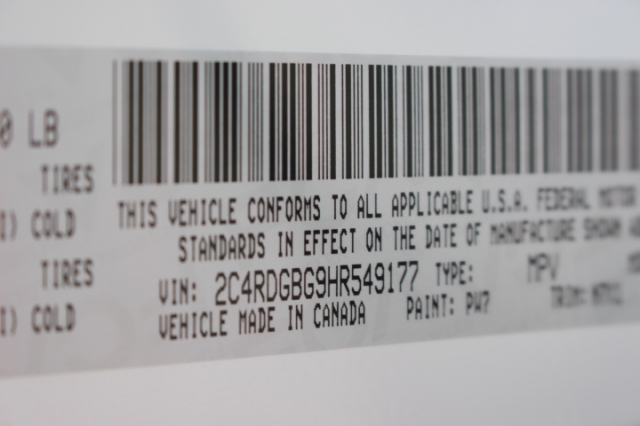 0 LB
TIRES
COLD
TIRES
COLD
THIS VEHICLE CONFORMS TO ALL APPLICABLE U.S.A. FEDERAL MOTOR
STANDARDS IN EFFECT ON THE DATE OF MANUFACTURE SHOWN
VIN: 2C4RDGBG9HR549177 TYPE: MPV
VEHICLE MADE IN CANADA PAINT: PW7 TRIM: